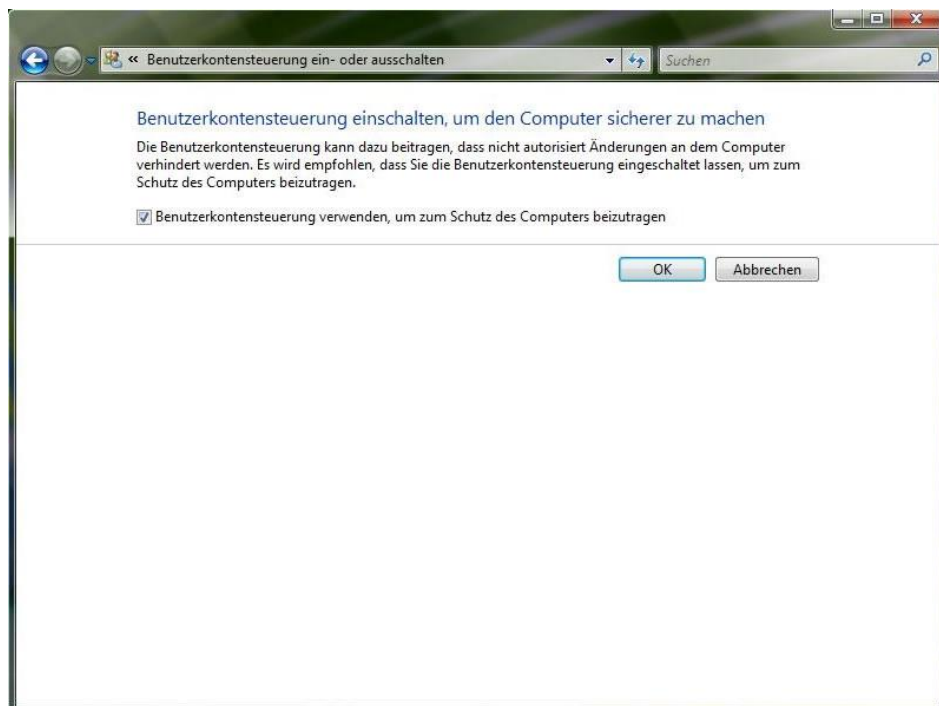 « Benutzerkontensteuerung ein- oder ausschalten
Suchen
Benutzerkontensteuerung einschalten, um den Computer sicherer zu machen
Die Benutzerkontensteuerung kann dazu beitragen, dass nicht autorisiert Änderungen an dem Computer
verhindert werden. Es wird empfohlen, dass Sie die Benutzerkontensteuerung eingeschaltet lassen, um zum
Schutz des Computers beizutragen.
Benutzerkontensteuerung verwenden, um zum Schutz des Computers beizutragen
OK
Abbrechen